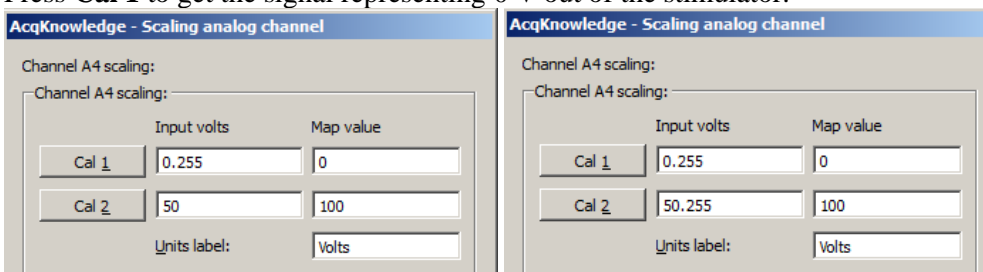 Press Cal 1 to get the signal representing 0 V out of the stimulator.
AcqKnowledge - Scaling analog channel
Channel A4 scaling:
Channel A4 scaling:
Input volts Map value
Cal 1 0.255 0
Cal 2 50 100
Units label: Volts
AcqKnowledge - Scaling analog channel
Channel A4 scaling:
Channel A4 scaling:
Input volts Map value
Cal 1 0.255 0
Cal 2 50.255 100
Units label: Volts